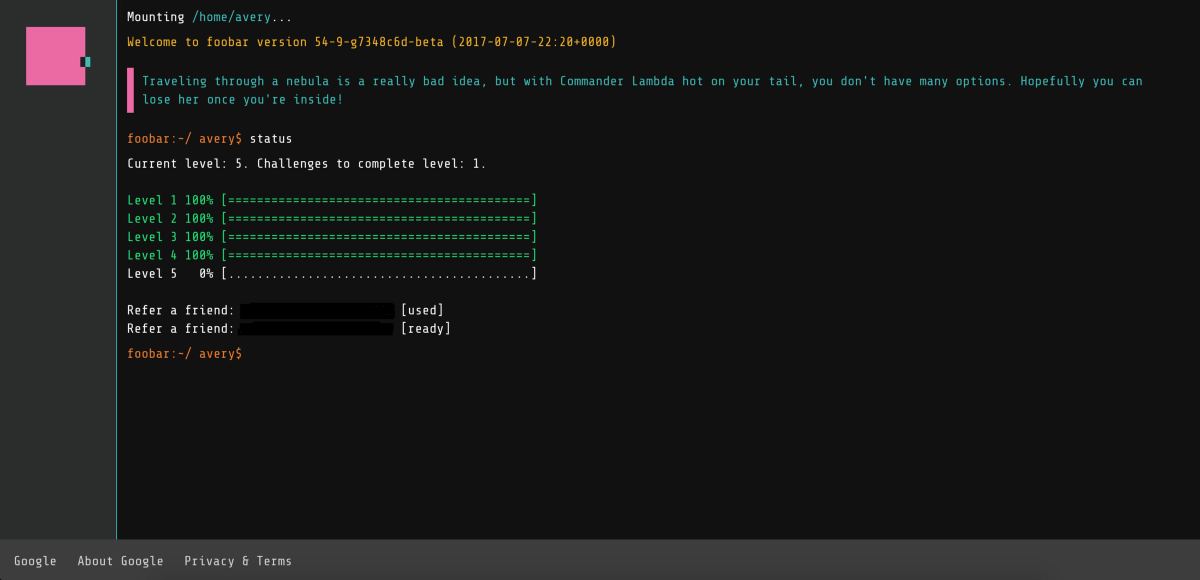 Mounting /home/avery...
Welcome to foobar version 54-9-g7348c6d-beta (2017-07-07-22:20+0000)
Traveling through a nebula is a really bad idea, but with Commander Lambda hot on your tail, you don't have many options. Hopefully you can
lose her once you're inside!
foobar:~/ avery$ status
Current level: 5. Challenges to complete level: 1.
Level 1 100% [==========================================]
Level 2 100% [==========================================]
Level 3 100% [==========================================]
Level 4 100% [==========================================]
Level 5   0% [..........................................]
Refer a friend: [used]
Refer a friend: [ready]
foobar:~/ avery$
Google About Google Privacy & Terms